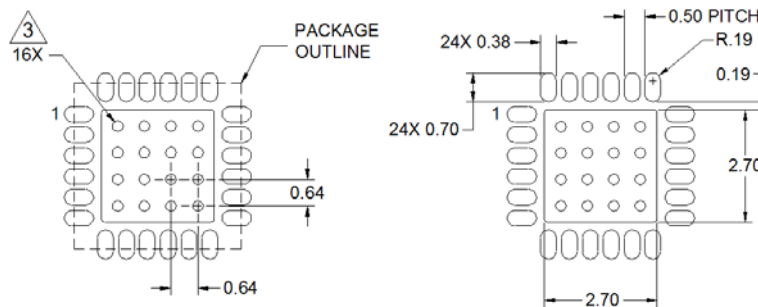 3
16X
PACKAGE
OUTLINE
1
0.64
0.64
24X 0.38
0.50 PITCH
R.19
0.19
24X 0.70
1
2.70
2.70